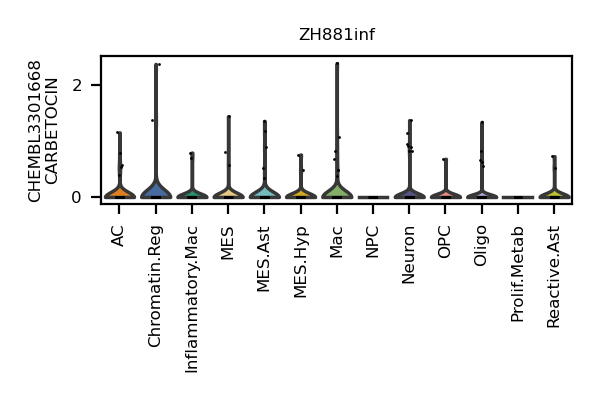 ZH881inf
CHEMBL3301668
CARBETOCIN
2
0
AC
Chromatin.Reg
Inflammatory.Mac
MES
MES.Ast
MES.Hyp
Mac
NPC
Neuron
OPC
Oligo
Prolif.Metab
Reactive.Ast